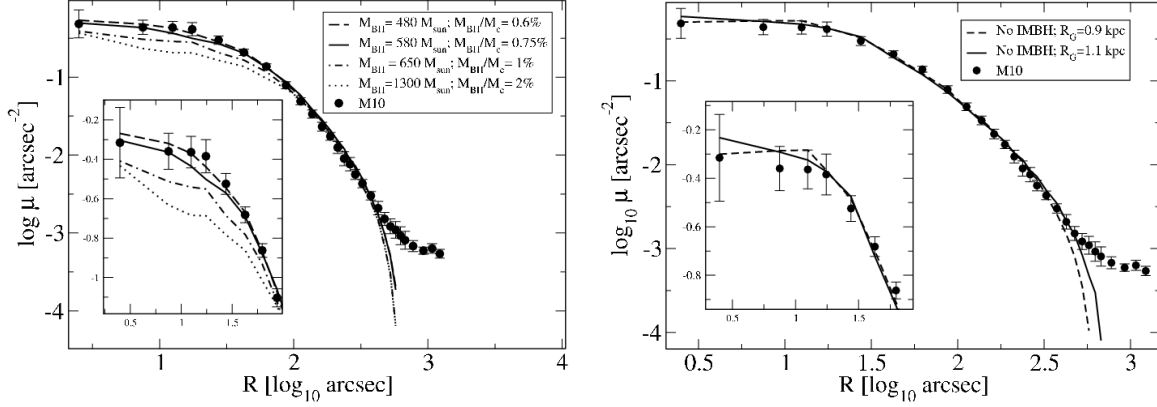 M_BH = 480 M_sun; M_BH/M_c = 0.6%
M_BH = 580 M_sun; M_BH/M_c = 0.75%
M_BH = 650 M_sun; M_BH/M_c = 1%
M_BH = 1300 M_sun; M_BH/M_c = 2%
M10
log μ [arcsec^-2]
-1
-2
-3
-4
-0.2
-0.4
-0.6
-0.8
-1
0.5
1
1.5
1
2
3
4
R [log_10 arcsec]
No IMBH; R_G=0.9 kpc
No IMBH; R_G=1.1 kpc
M10
log_10 μ [arcsec^-2]
-1
-2
-3
-4
-0.2
-0.4
-0.6
-0.8
0.5
1
1.5
0.5
1
1.5
2
2.5
3
R [log_10 arcsec]